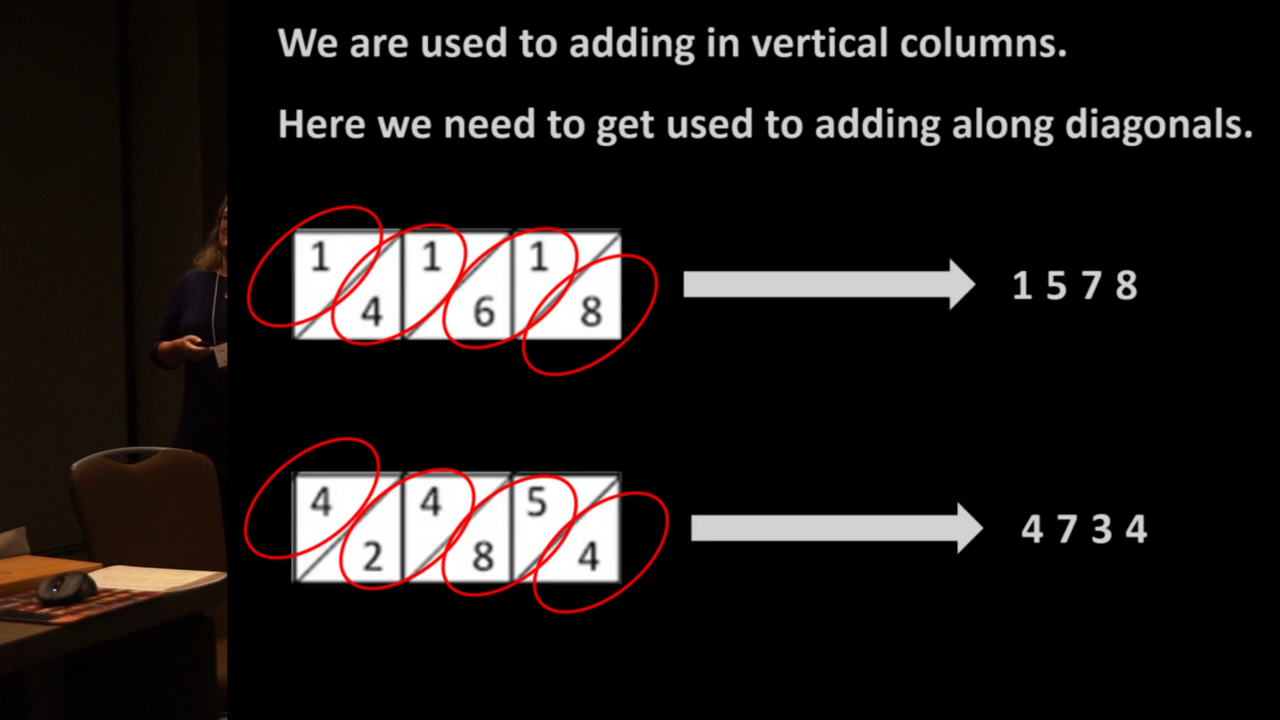 We are used to adding in vertical columns.
Here we need to get used to adding along diagonals.
1 1 1
4 6 8
1 5 7 8
4 4 5
2 8 4
4 7 3 4